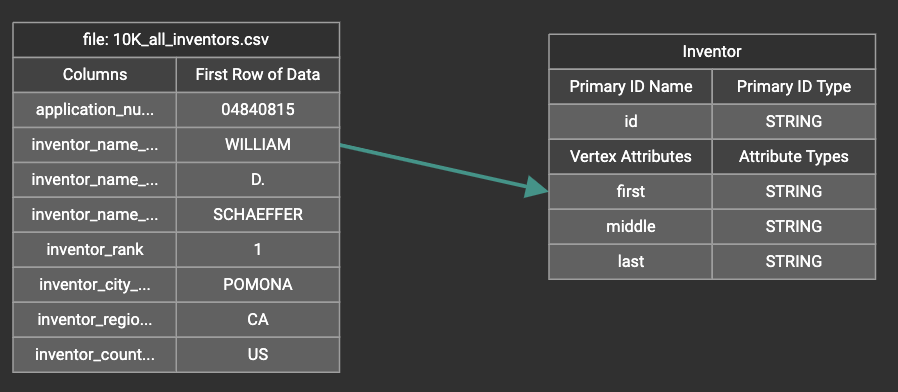 file: 10K_all_inventors.csv
Columns First Row of Data
application_nu... 04840815
inventor_name_... WILLIAM
inventor_name_... D.
inventor_name_... SCHAEFFER
inventor_rank 1
inventor_city_... POMONA
inventor_regio... CA
inventor_count... US
Inventor
Primary ID Name Primary ID Type
id STRING
Vertex Attributes Attribute Types
first STRING
middle STRING
last STRING